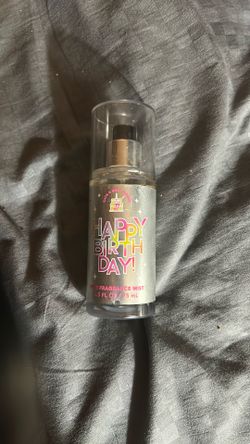 HAPPY
BIRTH
DAY!
FRAGRANCE MIST
FL OZ / 75 mL